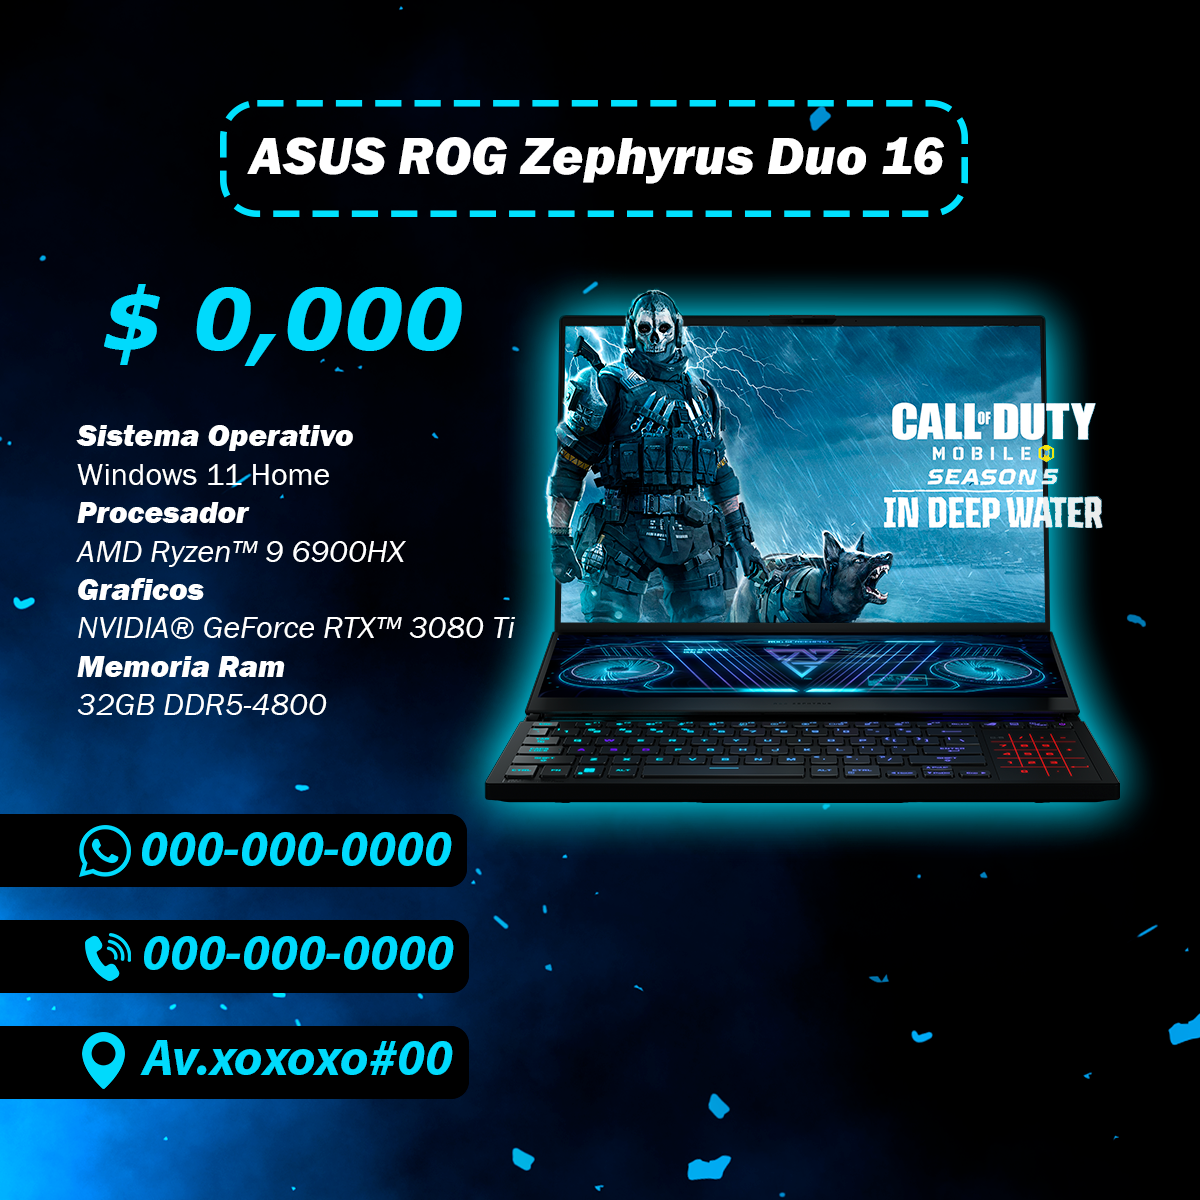 ASUS ROG Zephyrus Duo 16
$ 0,000
Sistema Operativo
Windows 11 Home
Procesador
AMD Ryzen™ 9 6900HX
Graficos
NVIDIA® GeForce RTX™ 3080 Ti
Memoria Ram
32GB DDR5-4800
CALL OF DUTY
MOBILE
SEASON 5
IN DEEP WATER
000-000-0000
000-000-0000
Av.xoxoxo#00